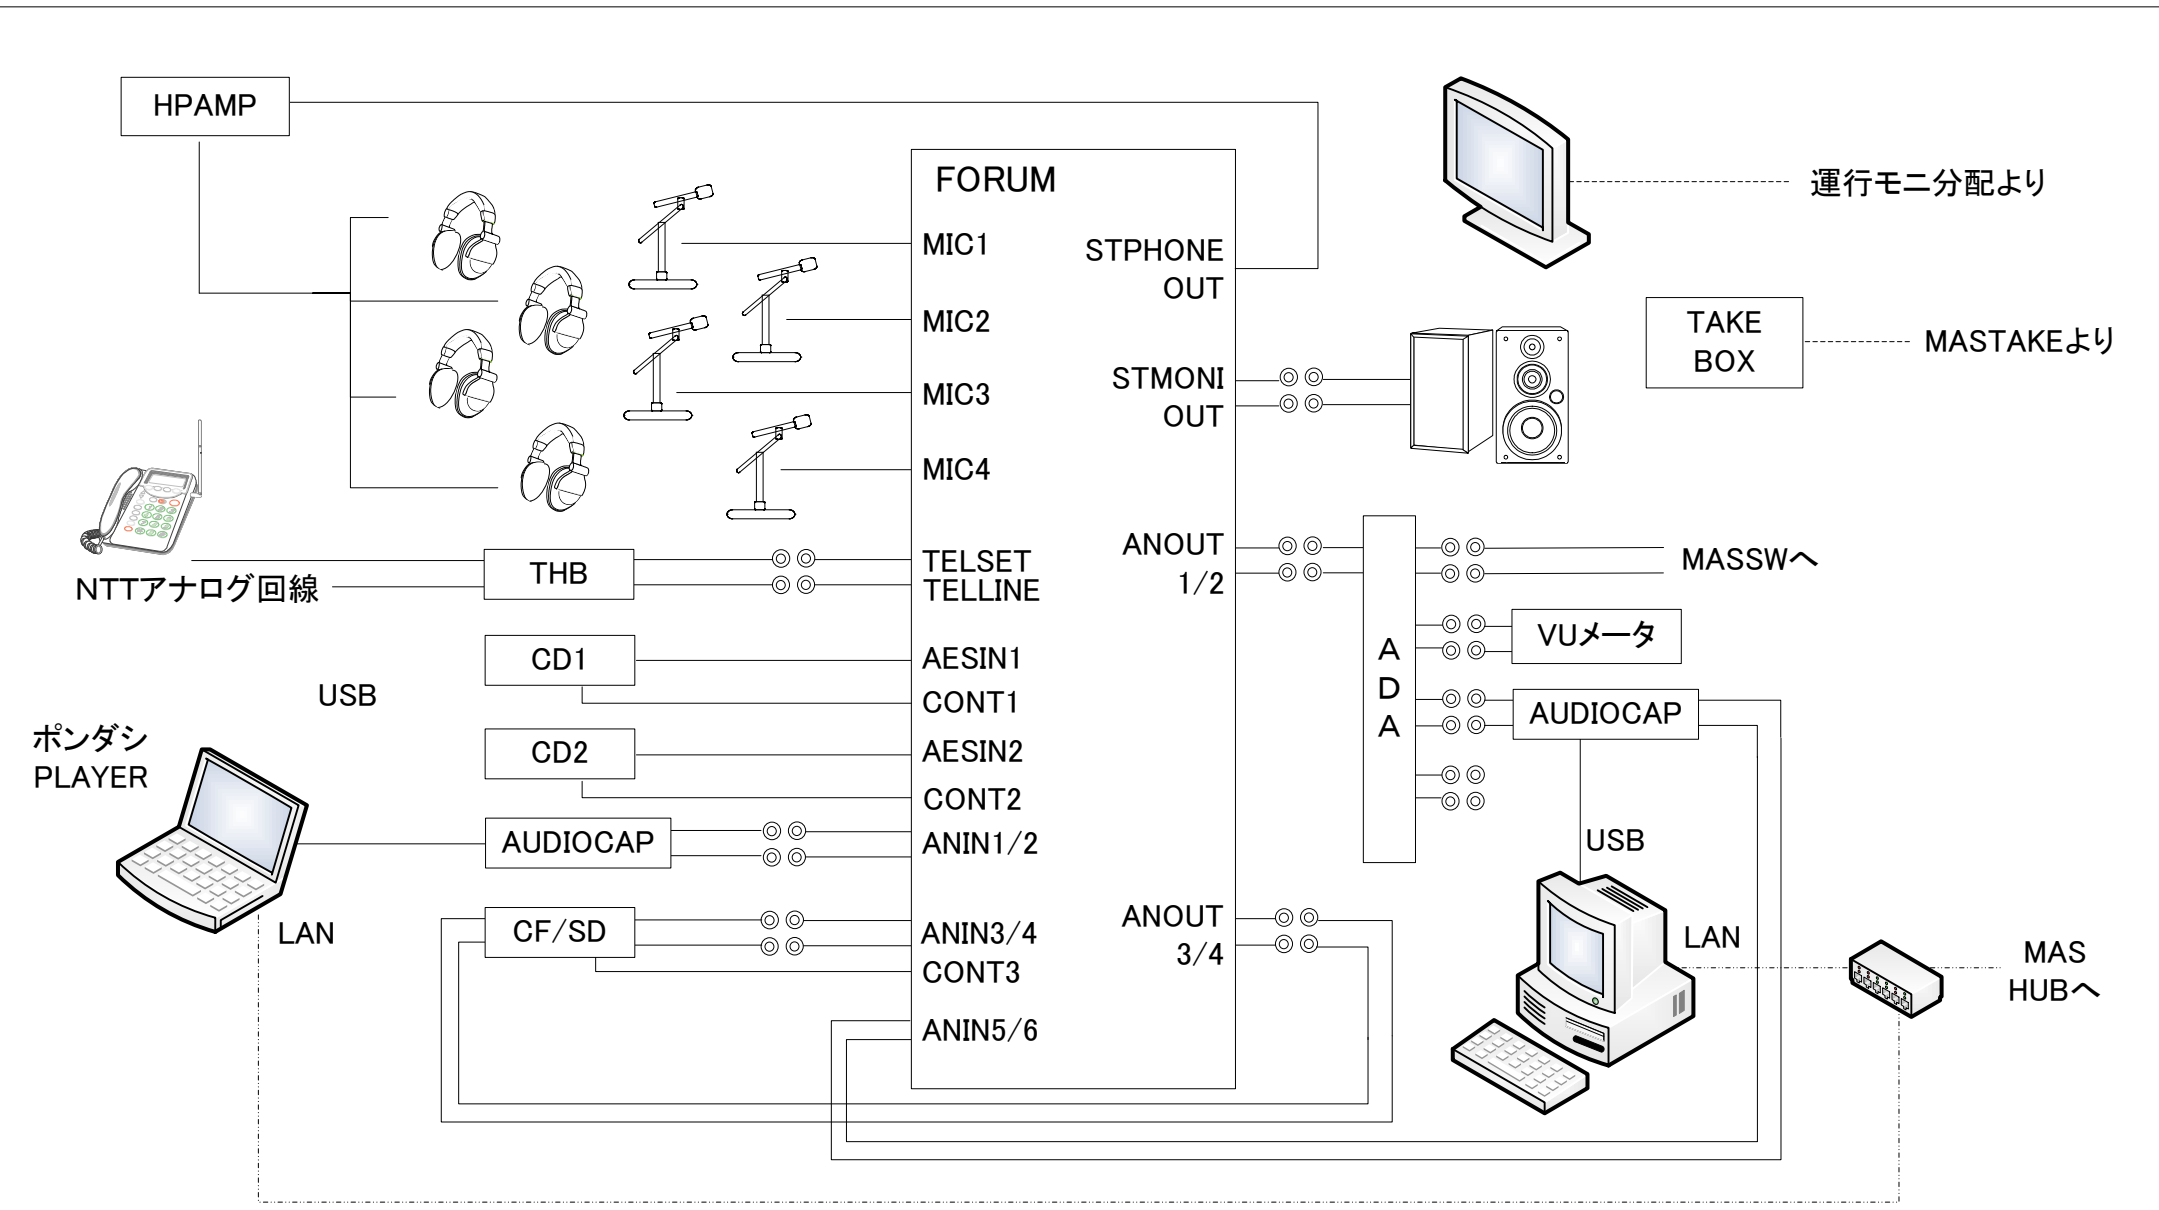 HPAMP
FORUM
MIC1
MIC2
MIC3
MIC4
TELSET
TELLINE
AESIN1
CONT1
AESIN2
CONT2
ANIN1/2
ANIN3/4
CONT3
ANIN5/6
STPHONE
OUT
STMONI
OUT
ANOUT
1/2
ANOUT
3/4
運行モニ分配より
TAKE
BOX
MASTAKEより
NTTアナログ回線
THB
CD1
USB
CD2
ポンダシ
PLAYER
AUDIOCAP
LAN
CF/SD
A
D
A
MASSWへ
VUメータ
AUDIOCAP
USB
LAN
MAS
HUBへ